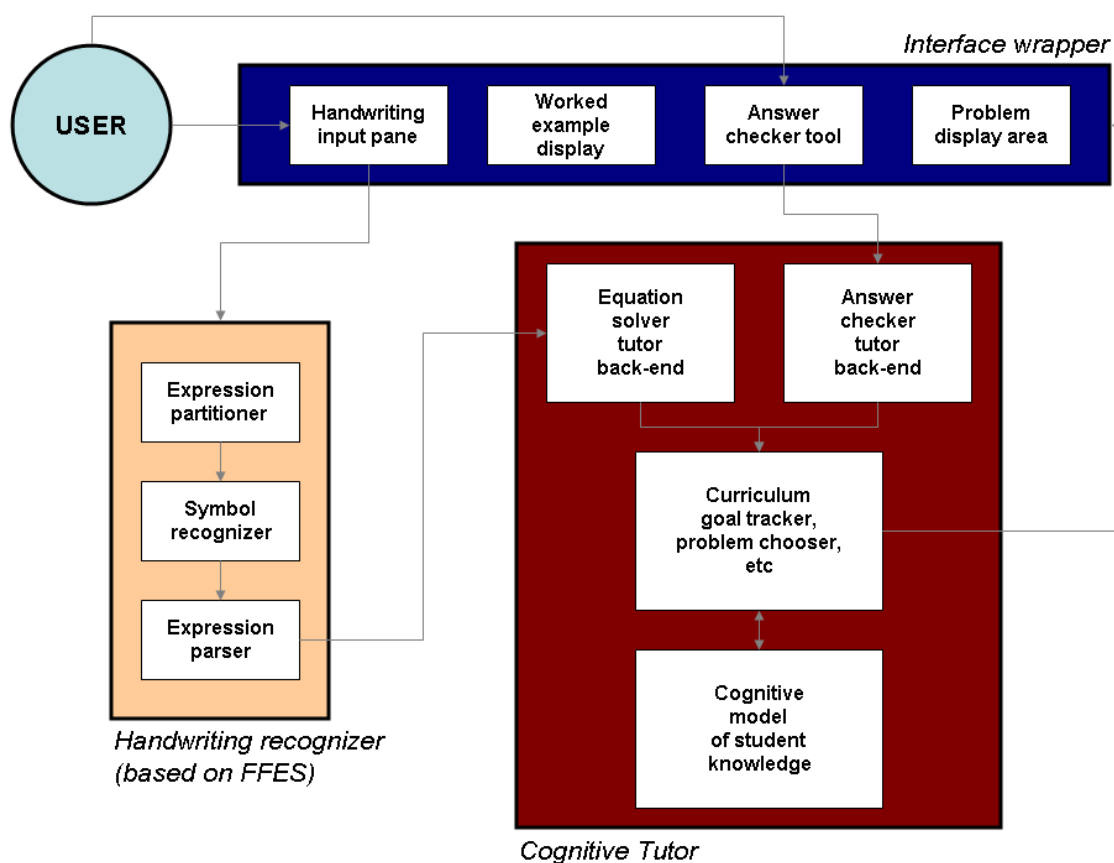 Interface wrapper
USER
Handwriting
input pane
Worked
example
display
Answer
checker tool
Problem
display area
Expression
partitioner
Symbol
recognizer
Expression
parser
Handwriting recognizer
(based on FFES)
Equation
solver
tutor
back-end
Answer
checker
tutor
back-end
Curriculum
goal tracker,
problem chooser,
etc
Cognitive
model
of student
knowledge
Cognitive Tutor